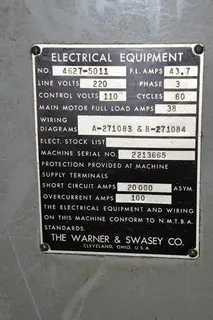 ELECTRICAL EQUIPMENT
NO. 4627-5011 F.L. AMPS 43.7
LINE VOLTS 220 PHASE 3
CONTROL VOLTS 110 CYCLES 60
MAIN MOTOR FULL LOAD AMPS 38
WIRING
DIAGRAMS A-271083 & B-271084
ELECT. STOCK LIST
MACHINE SERIAL NO. 2213665
PROTECTION PROVIDED AT MACHINE
SUPPLY TERMINALS
SHORT CIRCUIT AMPS 20000 ASYM.
OVERCURRENT AMPS 100
THE ELECTRICAL EQUIPMENT AND WIRING
ON THIS MACHINE CONFORM TO N.M.T.B.A.
STANDARDS.
THE WARNER & SWASEY CO.
CLEVELAND, OHIO, U.S.A.